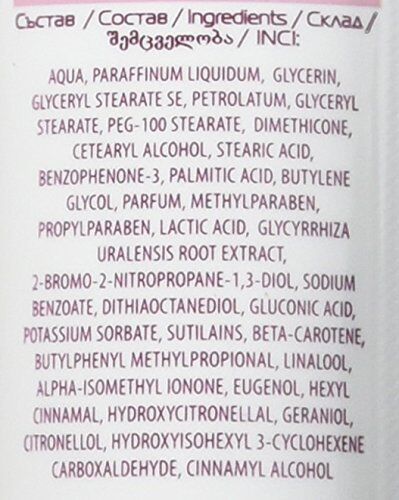 Състав / Состав / Ingredients / Склад /
შემცველობა / INCI:
AQUA, PARAFFINUM LIQUIDUM, GLYCERIN,
GLYCERYL STEARATE SE, PETROLATUM, GLYCERYL
STEARATE, PEG-100 STEARATE, DIMETHICONE,
CETEARYL ALCOHOL, STEARIC ACID,
BENZOPHENONE-3, PALMITIC ACID, BUTYLENE
GLYCOL, PARFUM, METHYLPARABEN,
PROPYLPARABEN, LACTIC ACID, GLYCYRRHIZA
URALENSIS ROOT EXTRACT,
2-BROMO-2-NITROPROPANE-1,3-DIOL, SODIUM
BENZOATE, DITHIAOCTANEDIOL, GLUCONIC ACID,
POTASSIUM SORBATE, SUTILAINS, BETA-CAROTENE,
BUTYLPHENYL METHYLPROPIONAL, LINALOOL,
ALPHA-ISOMETHYL IONONE, EUGENOL, HEXYL
CINNAMAL, HYDROXYCITRONELLAL, GERANIOL,
CITRONELLOL, HYDROXYISOHEXYL 3-CYCLOHEXENE
CARBOXALDEHYDE, CINNAMYL ALCOHOL